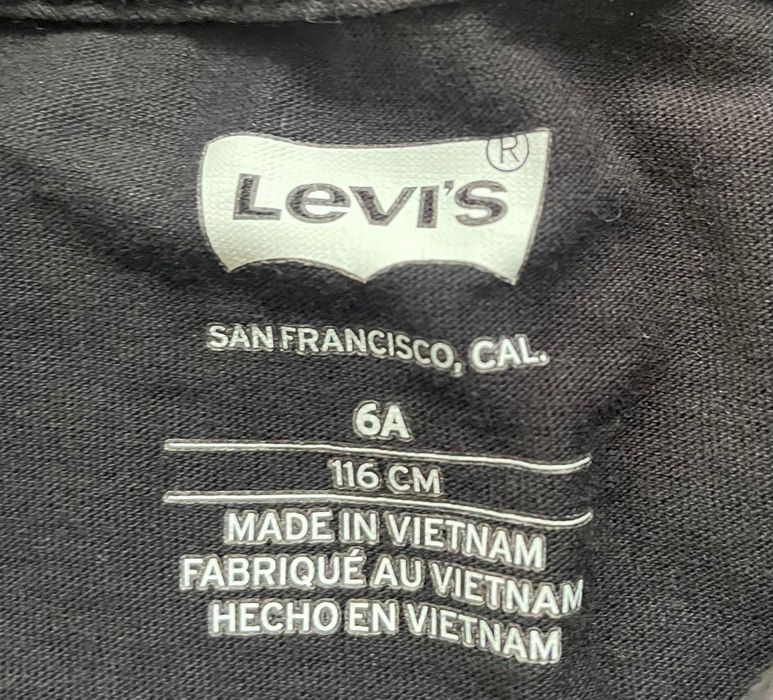 Levi's®
SAN FRANCISCO, CAL.
6A
116 CM
MADE IN VIETNAM
FABRIQUÉ AU VIETNAM
HECHO EN VIETNAM